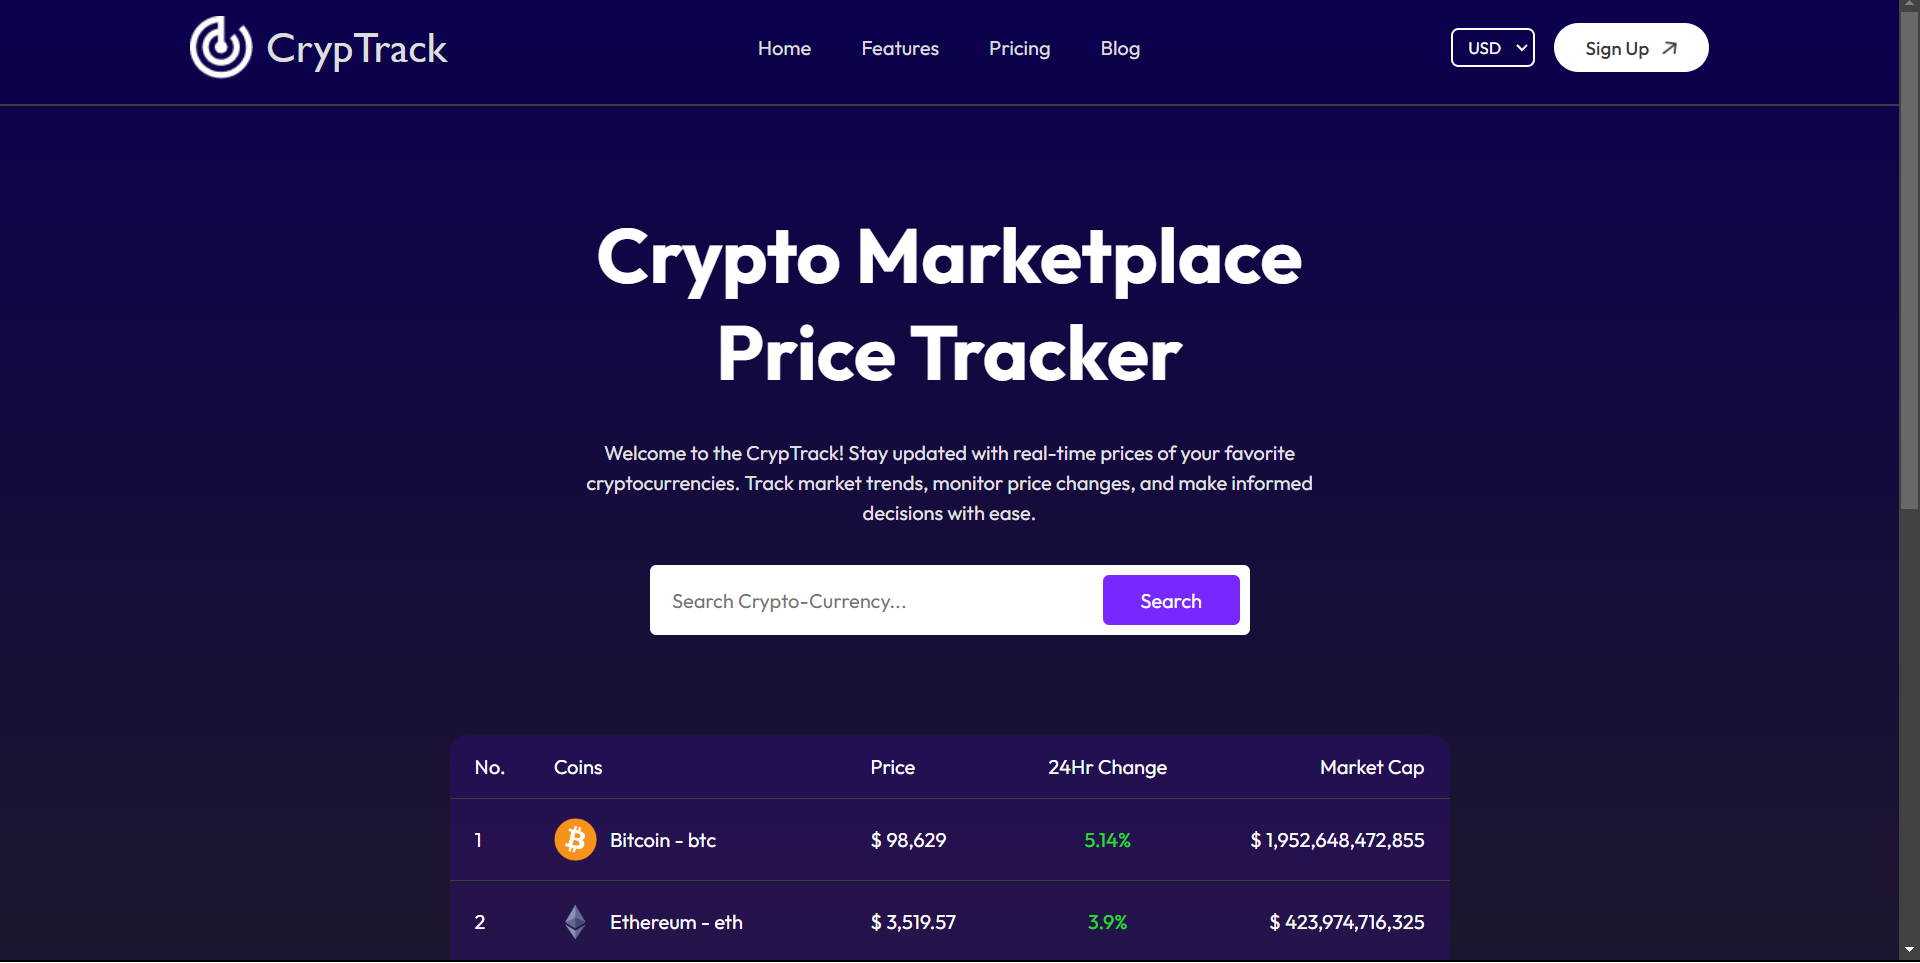 CrypTrack
Home Features Pricing Blog
USD
Sign Up
Crypto Marketplace
Price Tracker
Welcome to the CrypTrack! Stay updated with real-time prices of your favorite
cryptocurrencies. Track market trends, monitor price changes, and make informed
decisions with ease.
Search Crypto-Currency... Search
No. Coins Price 24Hr Change Market Cap
1 Bitcoin - btc $ 98,629 5.14% $ 1,952,648,472,855
2 Ethereum - eth $ 3,519.57 3.9% $ 423,974,716,325